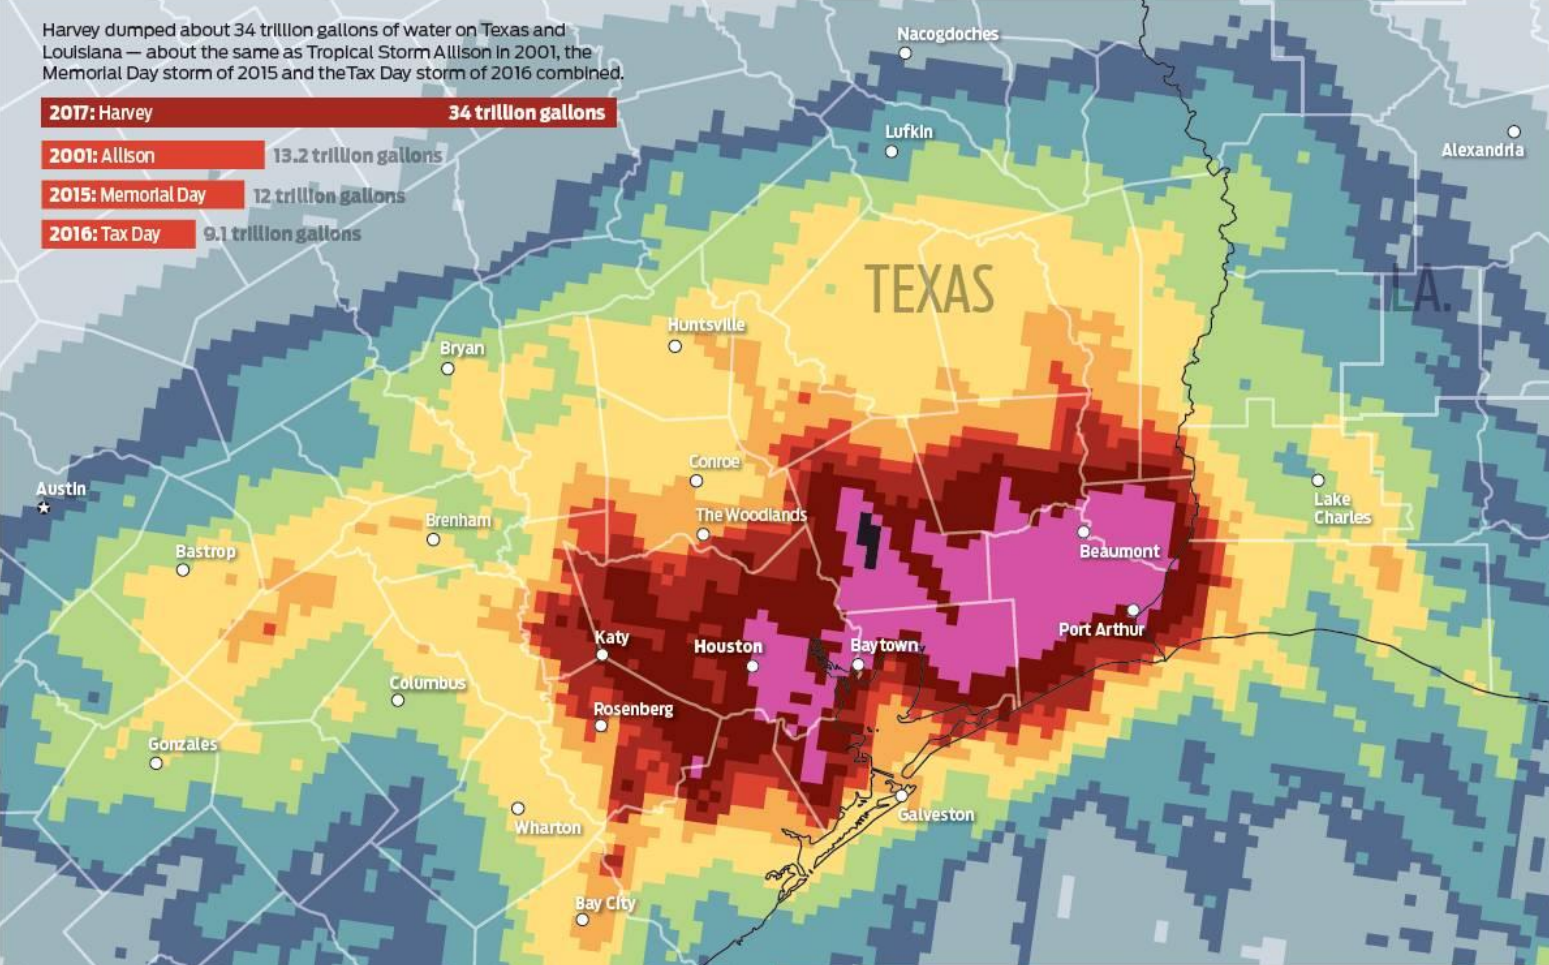 Harvey dumped about 34 trillion gallons of water on Texas and
Louisiana — about the same as Tropical Storm Allison in 2001, the
Memorial Day storm of 2015 and the Tax Day storm of 2016 combined.
2017: Harvey 34 trillion gallons
2001: Allison 13.2 trillion gallons
2015: Memorial Day 12 trillion gallons
2016: Tax Day 9.1 trillion gallons
Nacogdoches
Lufkin
Alexandria
TEXAS
LA.
Huntsville
Bryan
Conroe
Austin
Lake
Charles
The Woodlands
Brenham
Bastrop
Beaumont
Port Arthur
Katy
Houston
Baytown
Columbus
Rosenberg
Gonzales
Galveston
Wharton
Bay City